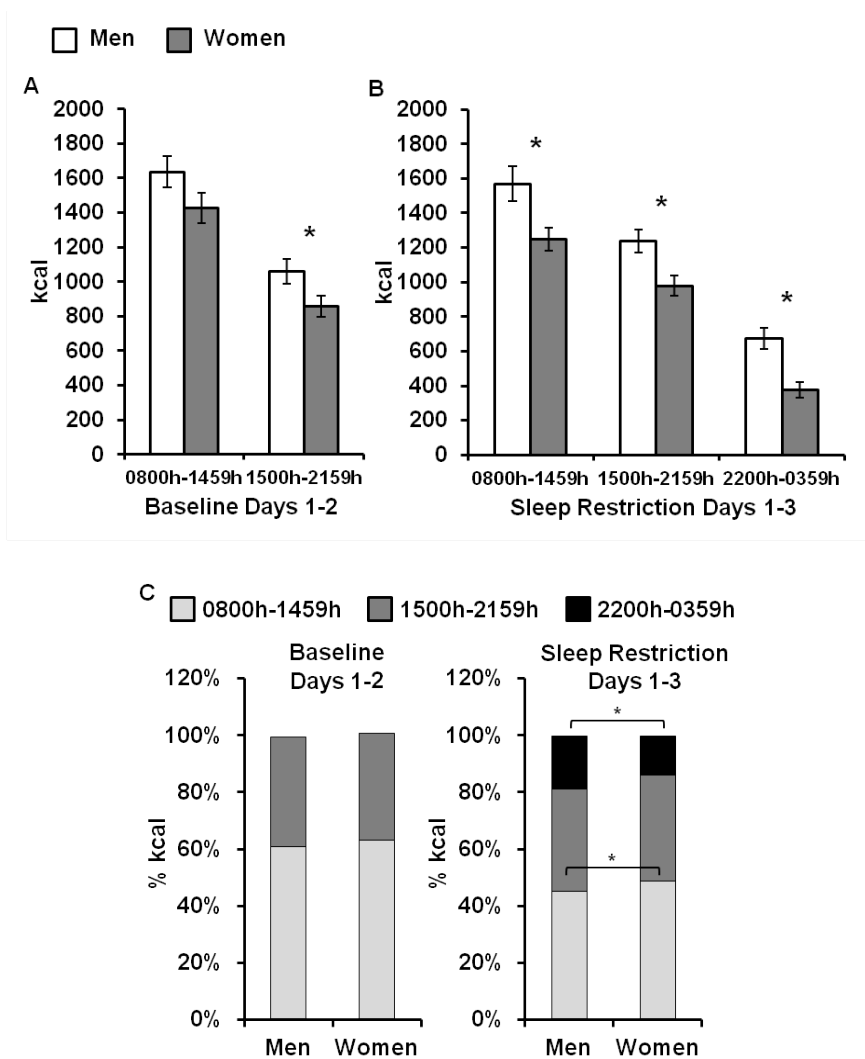 Men Women
A
B
2000
1800
1600
1400
1200
1000
800
600
400
200
0
kcal
*
0800h-1459h 1500h-2159h
Baseline Days 1-2
2000
1800
1600
1400
1200
1000
800
600
400
200
0
kcal
*
*
*
0800h-1459h 1500h-2159h 2200h-0359h
Sleep Restriction Days 1-3
C
0800h-1459h 1500h-2159h 2200h-0359h
Baseline
Days 1-2
120%
100%
80%
60%
40%
20%
0%
% kcal
Men Women
Sleep Restriction
Days 1-3
120%
100%
80%
60%
40%
20%
0%
% kcal
*
*
Men Women